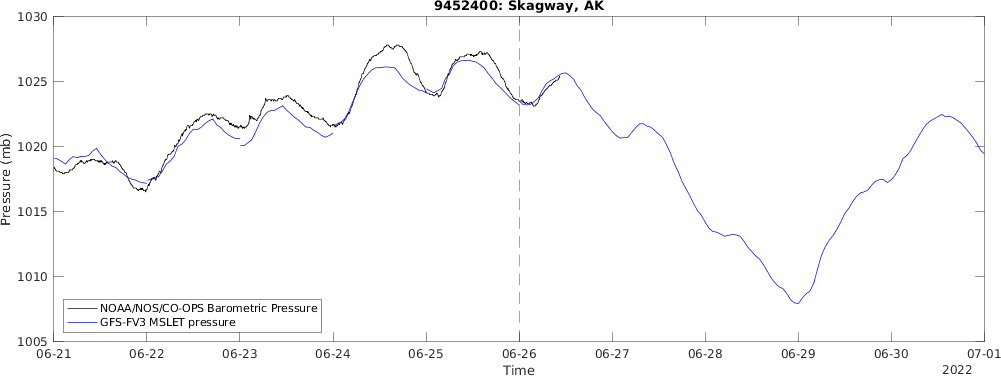 9452400: Skagway, AK
1030
1025
1020
1015
1010
1005
Pressure (mb)
NOAA/NOS/CO-OPS Barometric Pressure
GFS-FV3 MSLET pressure
06-21 06-22 06-23 06-24 06-25 06-26 06-27 06-28 06-29 06-30 07-01
Time
2022